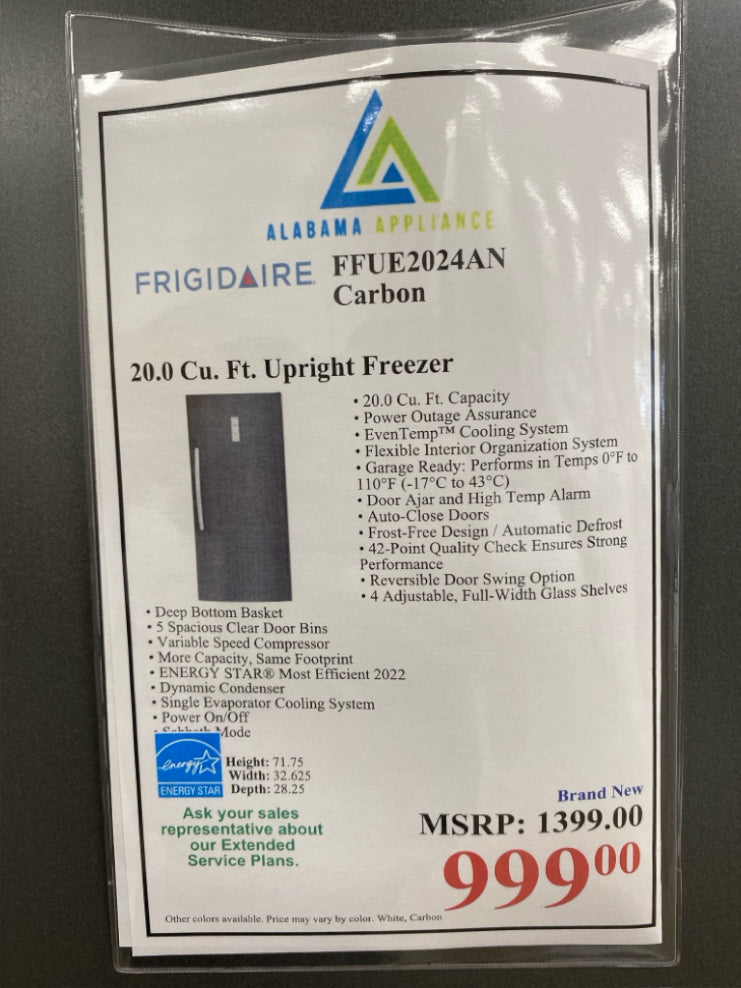 ALABAMA APPLIANCE
FRIGIDAIRE FFUE2024AN
Carbon
20.0 Cu. Ft. Upright Freezer
• 20.0 Cu. Ft. Capacity
• Power Outage Assurance
• EvenTemp™ Cooling System
• Flexible Interior Organization System
• Garage Ready: Performs in Temps 0°F to
110°F (-17°C to 43°C)
• Door Ajar and High Temp Alarm
• Auto-Close Doors
• Frost-Free Design / Automatic Defrost
• 42-Point Quality Check Ensures Strong
Performance
• Reversible Door Swing Option
• 4 Adjustable, Full-Width Glass Shelves
• Deep Bottom Basket
• 5 Spacious Clear Door Bins
• Variable Speed Compressor
• More Capacity, Same Footprint
• ENERGY STAR® Most Efficient 2022
• Dynamic Condenser
• Single Evaporator Cooling System
• Power On/Off
• Sabbath Mode
energy
ENERGY STAR
Height: 71.75
Width: 32.625
Depth: 28.25
Ask your sales
representative about
our Extended
Service Plans.
Brand New
MSRP: 1399.00
999.00
Other colors available. Price may vary by color. White, Carbon